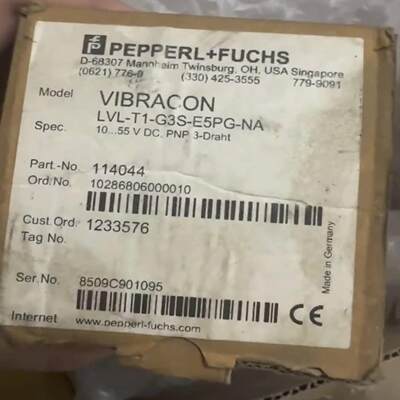 PEPPERL+FUCHS
D-68307 Mannheim Twinsburg, OH, USA Singapore
(0621) 776-0 (330) 425-3555 779-9091
Model VIBRACON
LVL-T1-G3S-E5PG-NA
Spec. 10...55 V DC, PNP 3-Draht
Part.-No. 114044
Ord.No. 10286806000010
Cust.Ord. 1233576
Tag No.
Made in Germany
Ser.No. 8509C901095
CE
Internet www.pepperl-fuchs.com